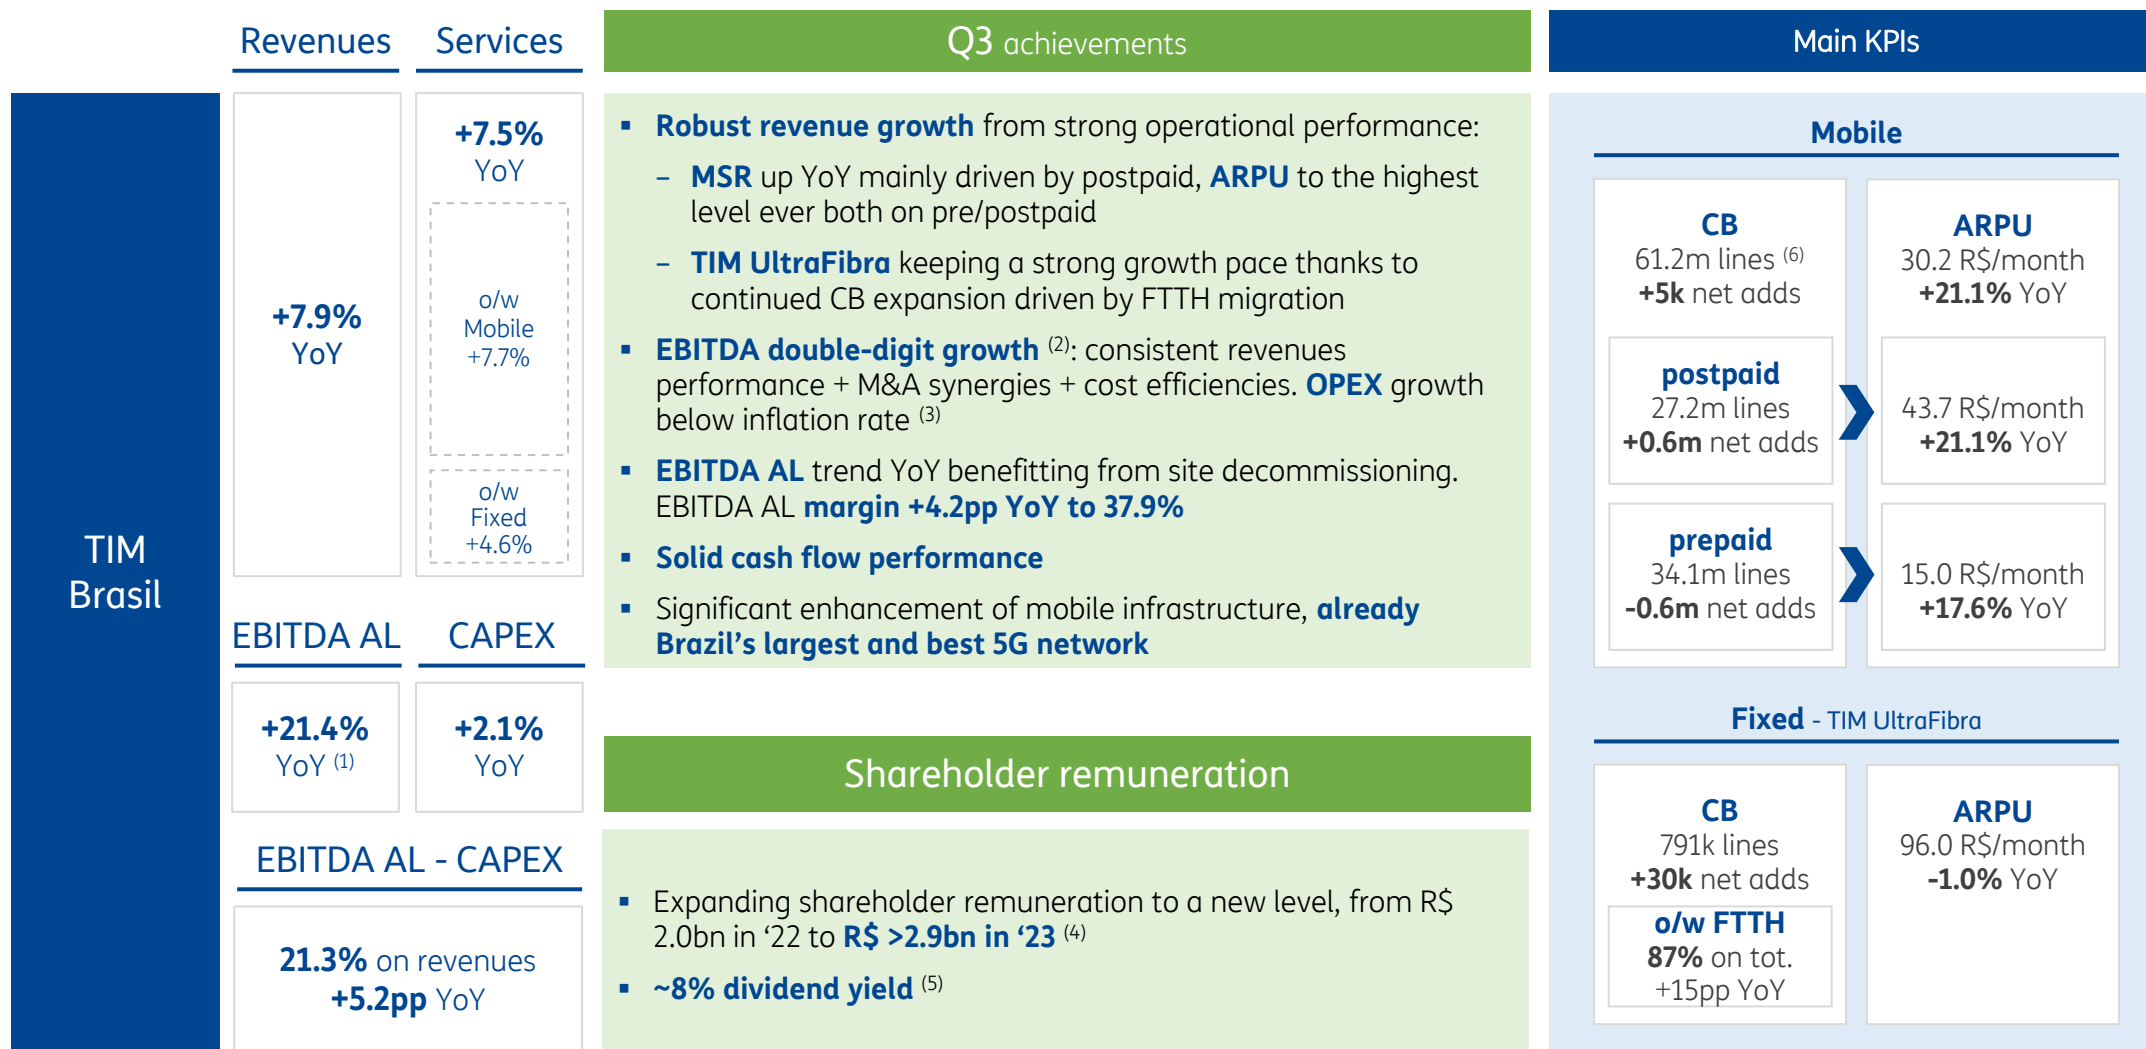 TIM
Brasil
Revenues
+7.9%
YoY
Services
+7.5%
YoY
o/w
Mobile
+7.7%
o/w
Fixed
+4.6%
EBITDA AL
+21.4%
YoY (1)
CAPEX
+2.1%
YoY
EBITDA AL - CAPEX
21.3% on revenues
+5.2pp YoY
Q3 achievements
▪ Robust revenue growth from strong operational performance:
– MSR up YoY mainly driven by postpaid, ARPU to the highest
level ever both on pre/postpaid
– TIM UltraFibra keeping a strong growth pace thanks to
continued CB expansion driven by FTTH migration
▪ EBITDA double-digit growth (2): consistent revenues
performance + M&A synergies + cost efficiencies. OPEX growth
below inflation rate (3)
▪ EBITDA AL trend YoY benefitting from site decommissioning.
EBITDA AL margin +4.2pp YoY to 37.9%
▪ Solid cash flow performance
▪ Significant enhancement of mobile infrastructure, already
Brazil’s largest and best 5G network
Shareholder remuneration
▪ Expanding shareholder remuneration to a new level, from R$
2.0bn in ‘22 to R$ >2.9bn in ‘23 (4)
▪ ~8% dividend yield (5)
Main KPIs
Mobile
CB
61.2m lines (6)
+5k net adds
ARPU
30.2 R$/month
+21.1% YoY
postpaid
27.2m lines
+0.6m net adds
43.7 R$/month
+21.1% YoY
prepaid
34.1m lines
-0.6m net adds
15.0 R$/month
+17.6% YoY
Fixed - TIM UltraFibra
CB
791k lines
+30k net adds
o/w FTTH
87% on tot.
+15pp YoY
ARPU
96.0 R$/month
-1.0% YoY